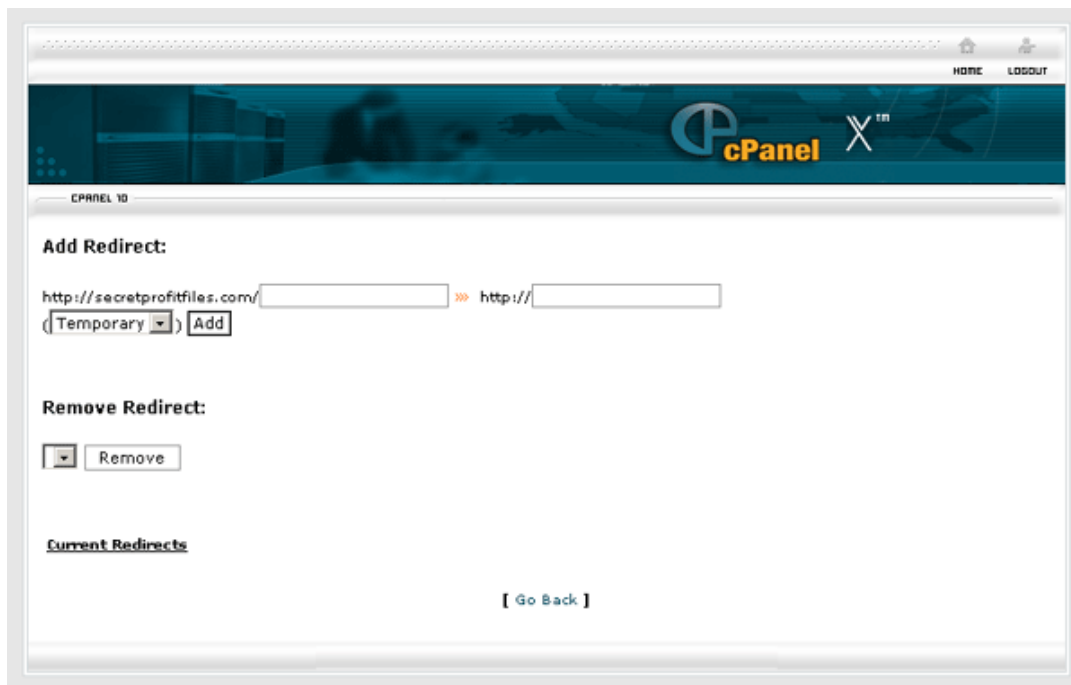 HOME LOGOUT
cPanel X™
CPANEL 10
Add Redirect:
http://secretprofitfiles.com/ »» http://
( Temporary ) Add
Remove Redirect:
Remove
Current Redirects
[ Go Back ]